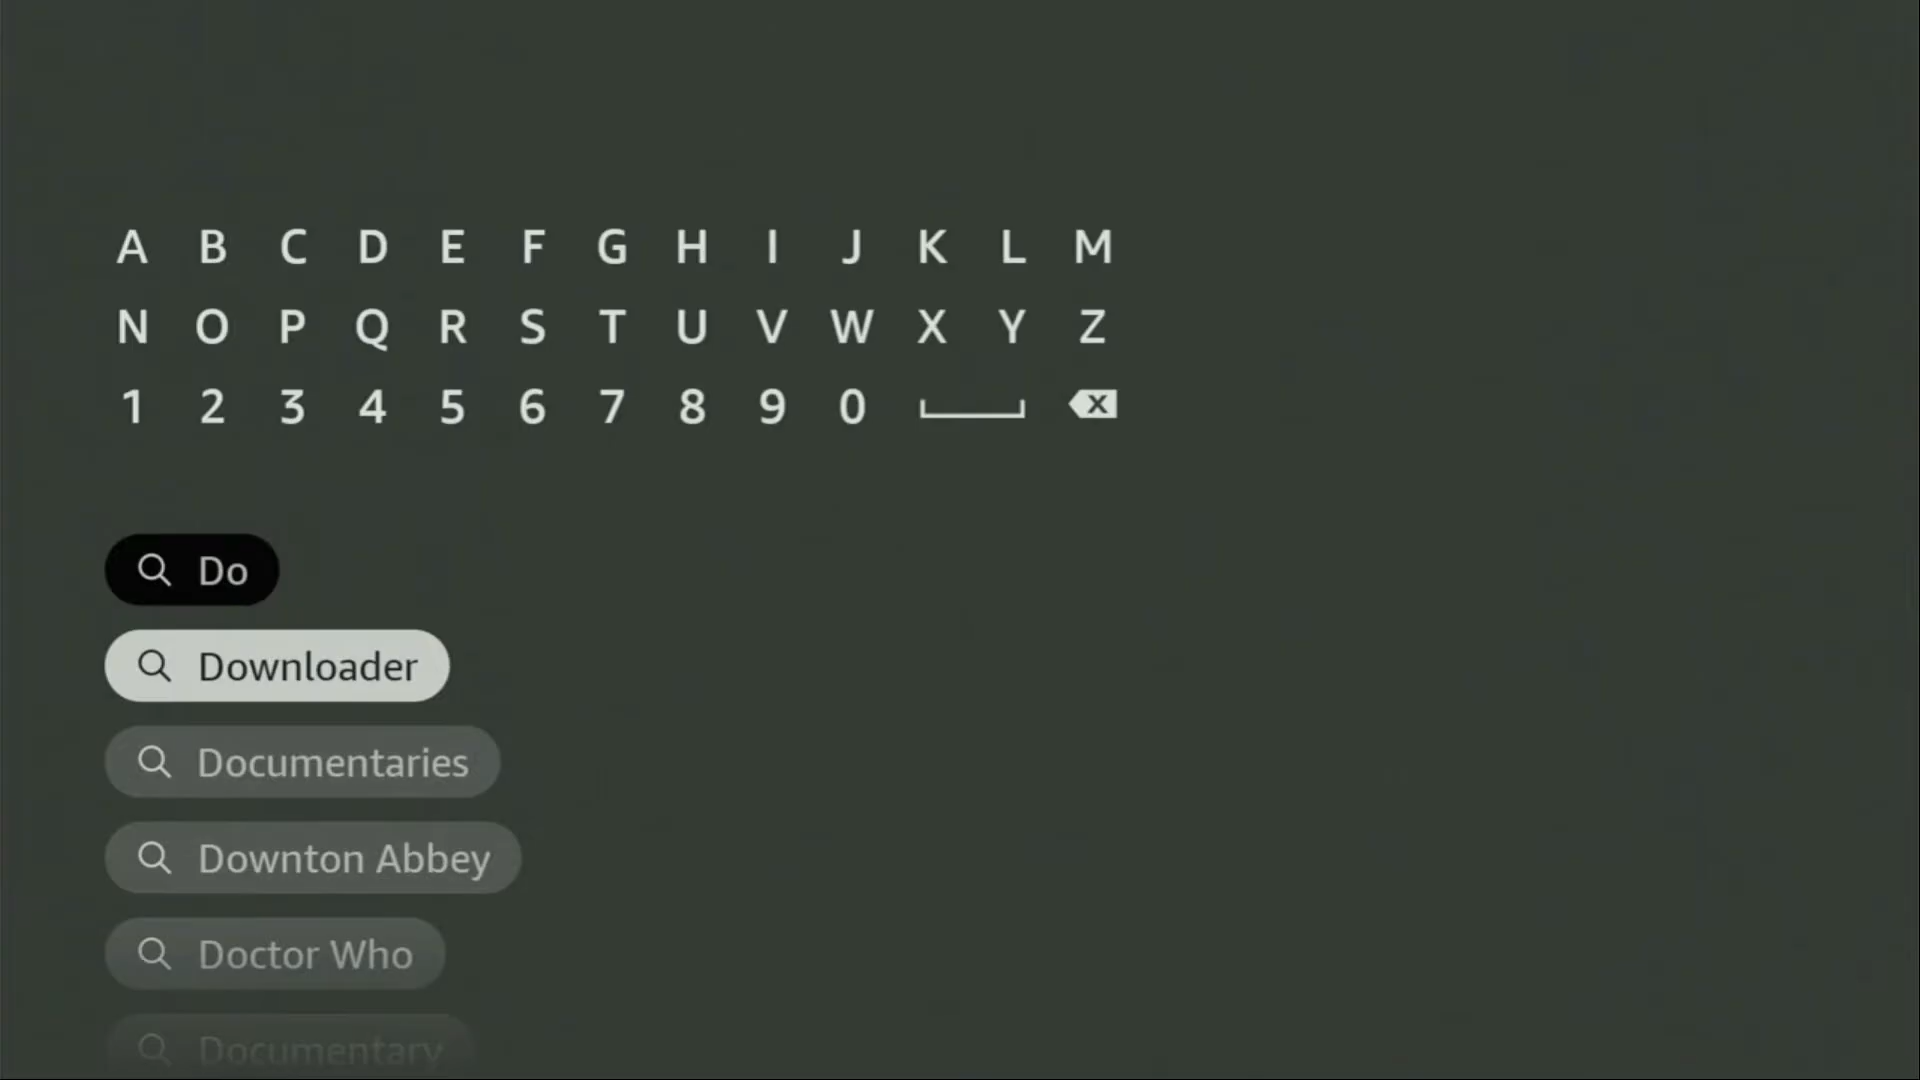 A B C D E F G H I J K L M
N O P Q R S T U V W X Y Z
1 2 3 4 5 6 7 8 9 0
Do
Downloader
Documentaries
Downton Abbey
Doctor Who
Documentary